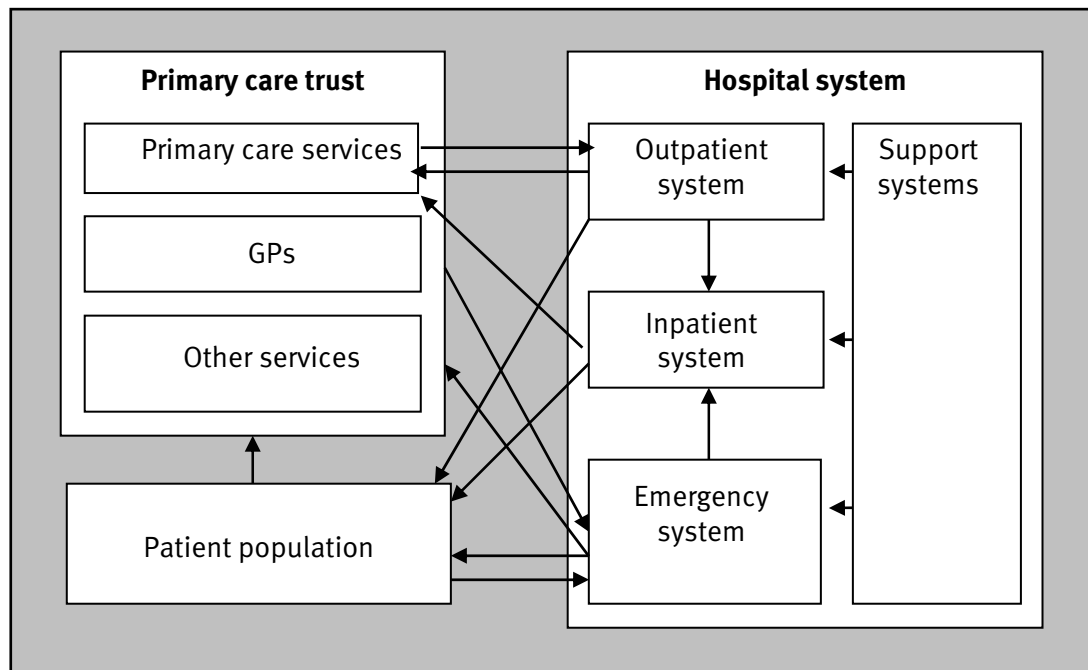 Primary care trust
Primary care services
GPs
Other services
Patient population
Hospital system
Outpatient
system
Inpatient
system
Emergency
system
Support
systems